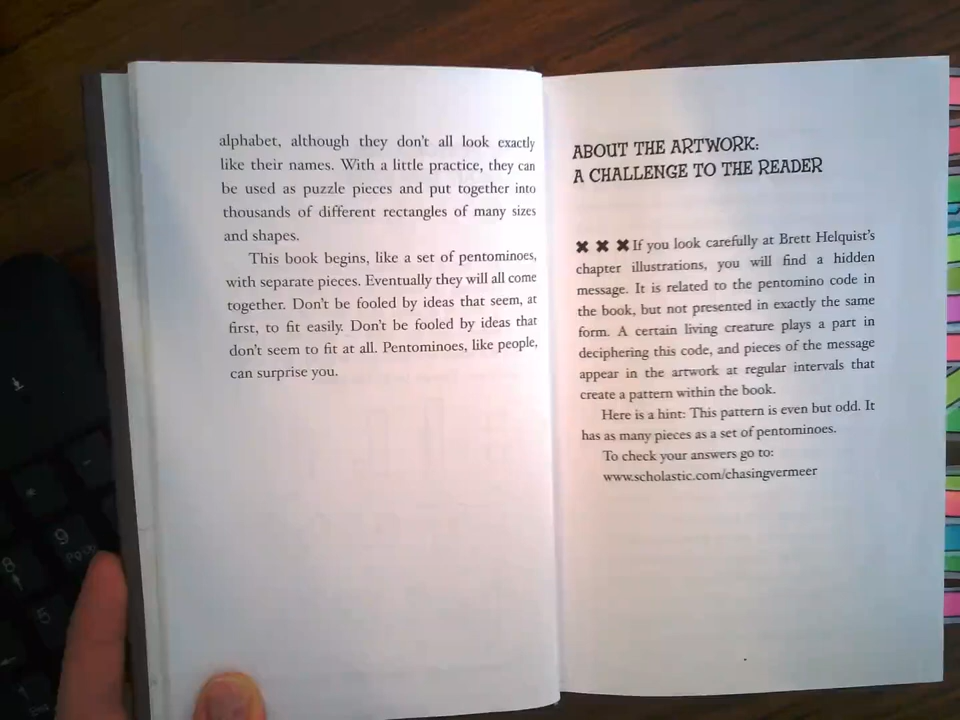 alphabet, although they don't all look exactly
like their names. With a little practice, they can
be used as puzzle pieces and put together into
thousands of different rectangles of many sizes
and shapes.
This book begins, like a set of pentominoes,
with separate pieces. Eventually they will all come
together. Don't be fooled by ideas that seem, at
first, to fit easily. Don't be fooled by ideas that
don't seem to fit at all. Pentominoes, like people,
can surprise you.
ABOUT THE ARTWORK:
A CHALLENGE TO THE READER
✖ ✖ ✖ If you look carefully at Brett Helquist's
chapter illustrations, you will find a hidden
message. It is related to the pentomino code in
the book, but not presented in exactly the same
form. A certain living creature plays a part in
deciphering this code, and pieces of the message
appear in the artwork at regular intervals that
create a pattern within the book.
Here is a hint: This pattern is even but odd. It
has as many pieces as a set of pentominoes.
To check your answers go to:
www.scholastic.com/chasingvermeer
9
8
5
1